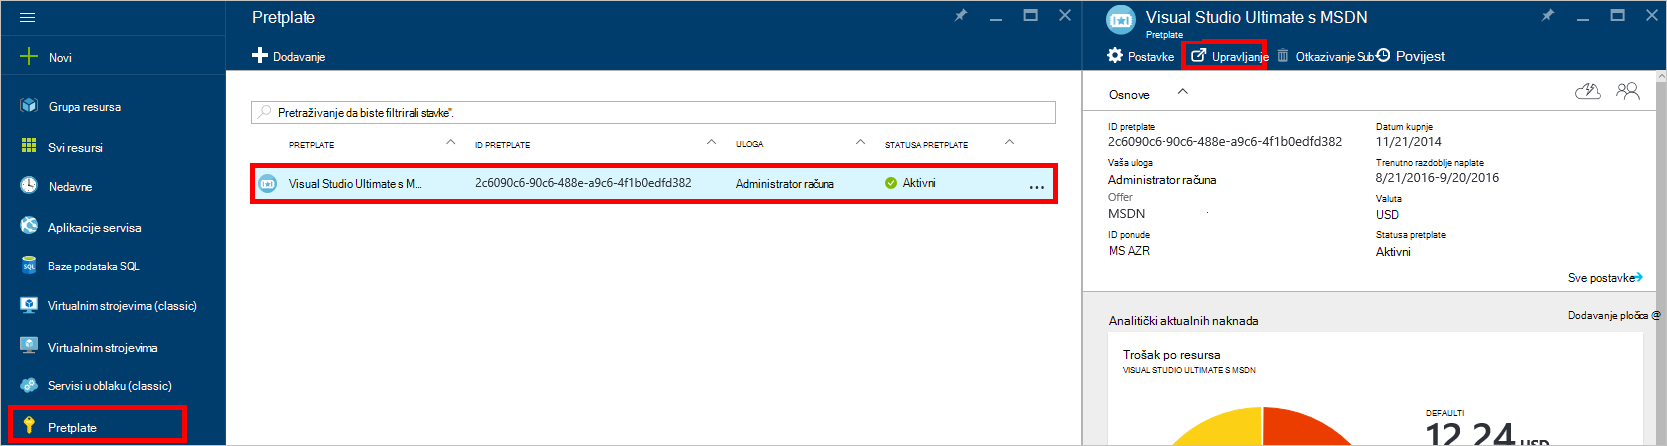 Novi
Grupa resursa
Svi resursi
Nedavne
Aplikacije servisa
Baze podataka SQL
Virtualnim strojevima (classic)
Virtualnim strojevima
Servisi u oblaku (classic)
Pretplate
Pretplate
Dodavanje
Pretraživanje da biste filtrirali stavke".
PRETPLATE ID PRETPLATE ULOGA STATUSA PRETPLATE
Visual Studio Ultimate s M... 2c6090c6-90c6-488e-a9c6-4f1b0edfd382 Administrator računa Aktivni ...
Visual Studio Ultimate s MSDN
Pretplate
Postavke Upravljanje Otkazivanje Sub Povijest
Osnove
ID pretplate
2c6090c6-90c6-488e-a9c6-4f1b0edfd382
Vaša uloga
Administrator računa
Offer
MSDN
ID ponude
MS AZR
Datum kupnje
11/21/2014
Trenutno razdoblje naplate
8/21/2016-9/20/2016
Valuta
USD
Statusa pretplate
Aktivni
Sve postavke
Dodavanje pločica @
Analitički aktualnih naknada
Trošak po resursa
VISUAL STUDIO ULTIMATE S MSDN
DEFAULTI
12.24 USD